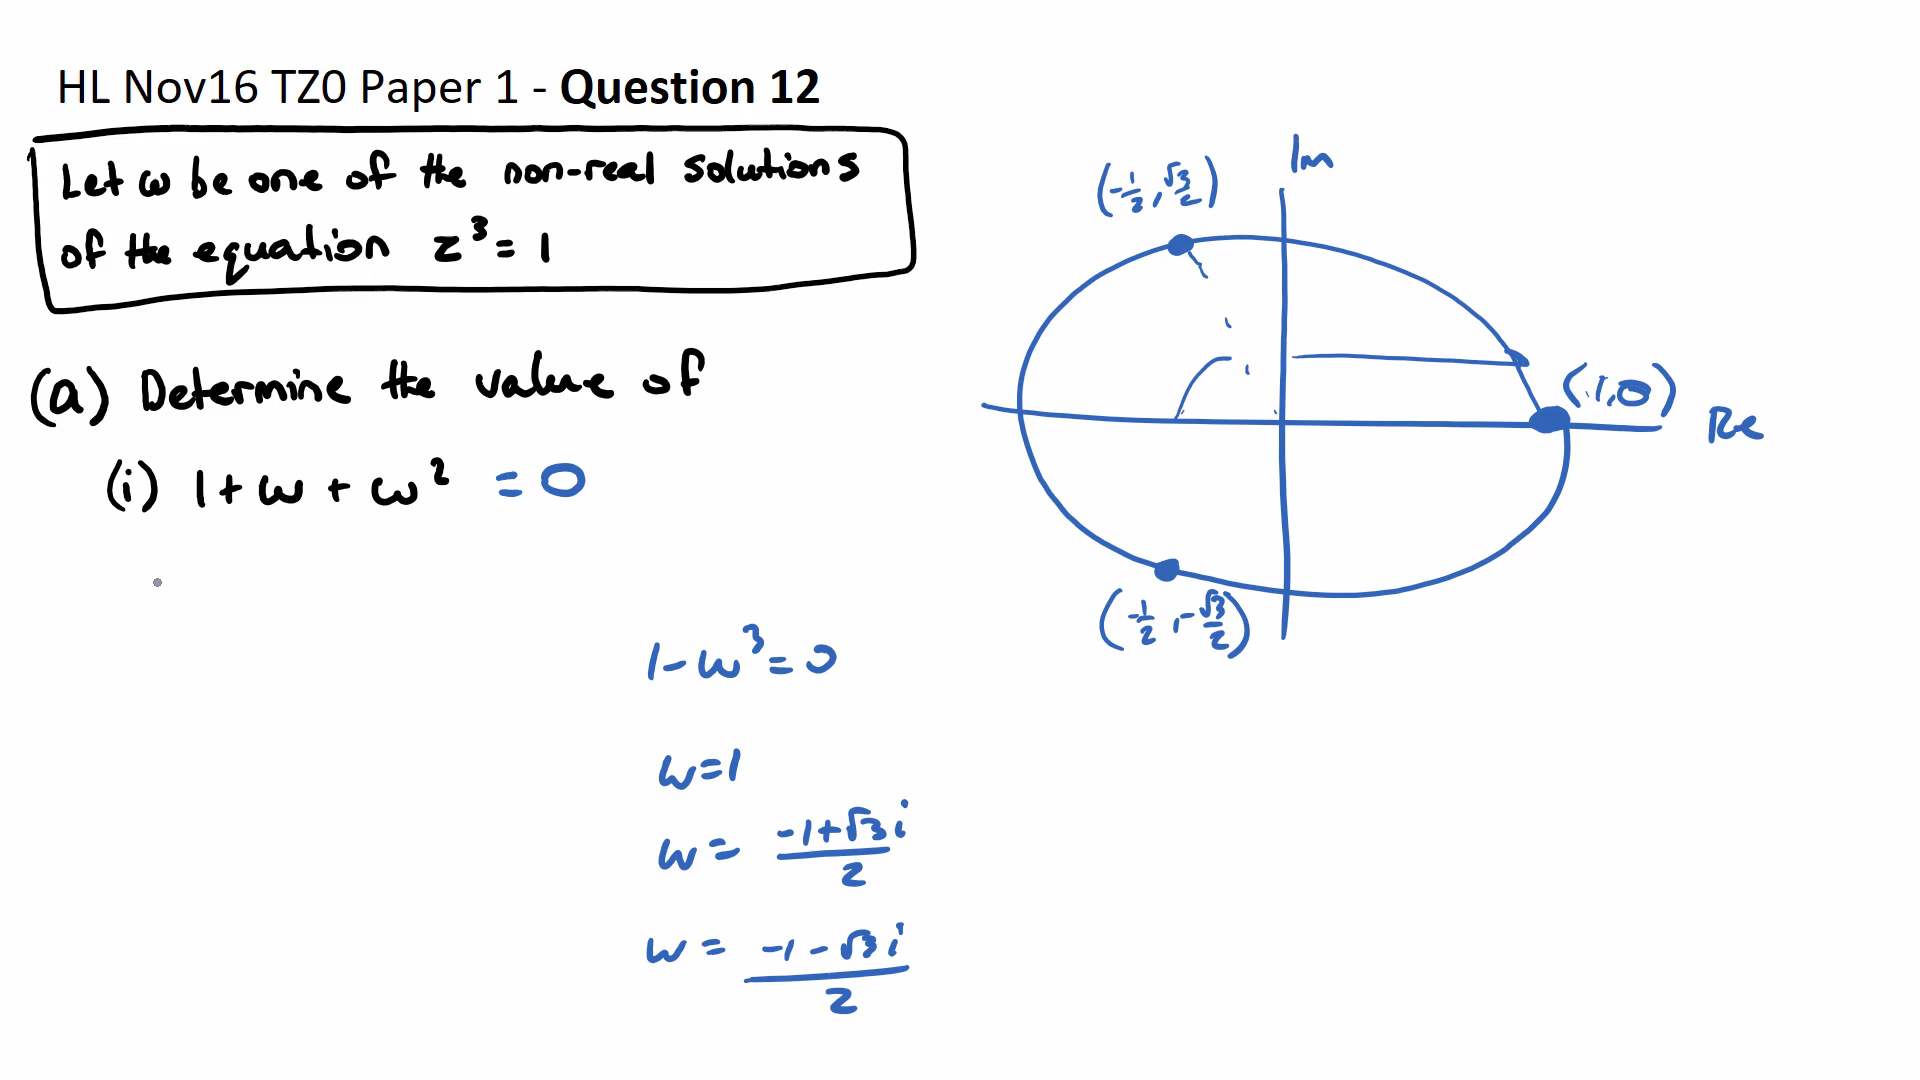 HL Nov16 TZ0 Paper 1 - Question 12
Let ω be one of the non-real solutions
of the equation z³ = 1
(a) Determine the value of
(i) 1 + ω + ω² = 0
1 - w³ = 0
w = 1
w = (-1 + √3 i)/2
w = (-1 - √3 i)/2
Im
(-1/2, √3/2)
(1, 0)
Re
(-1/2, -√3/2)